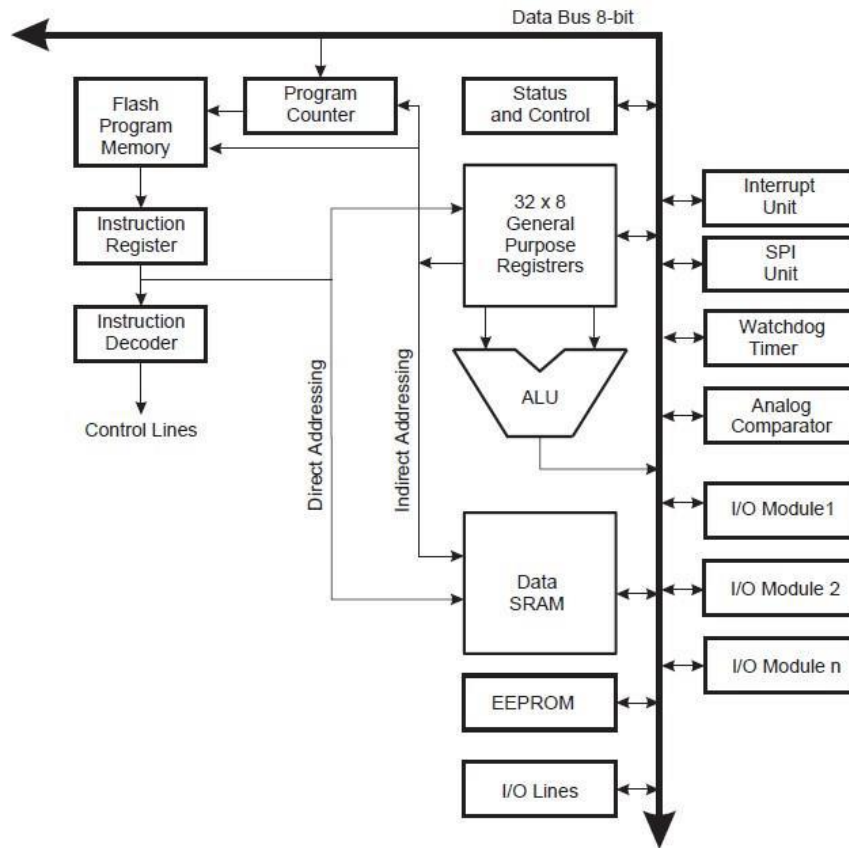 Data Bus 8-bit
Flash
Program
Memory
Program
Counter
Status
and Control
32 x 8
General
Purpose
Registrers
Interrupt
Unit
Instruction
Register
SPI
Unit
Instruction
Decoder
Watchdog
Timer
ALU
Analog
Comparator
Control Lines
Direct Addressing
Indirect Addressing
I/O Module1
Data
SRAM
I/O Module 2
I/O Module n
EEPROM
I/O Lines